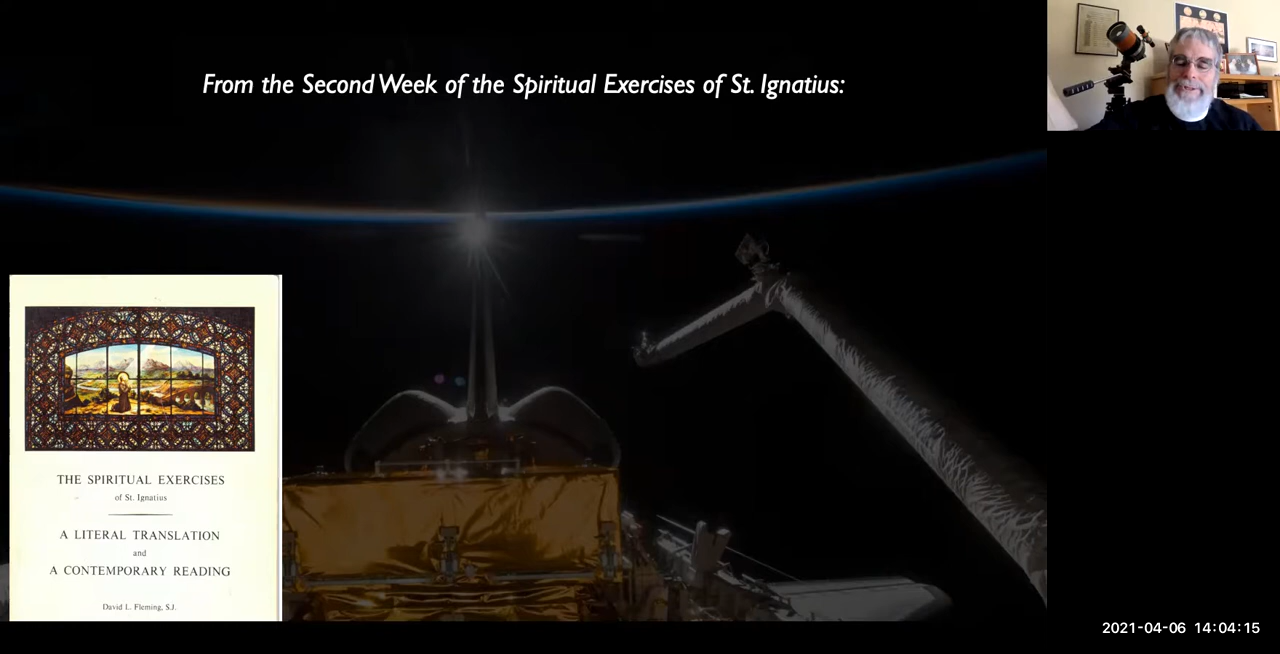 From the Second Week of the Spiritual Exercises of St. Ignatius:
THE SPIRITUAL EXERCISES
of St. Ignatius
A LITERAL TRANSLATION
and
A CONTEMPORARY READING
David L. Fleming, S.J.
2021-04-06 14:04:15